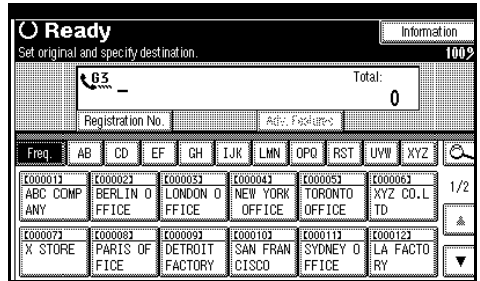 Ready
Information
Set original and specify destination.
100%
G3
Total:
0
Registration No.
Adv. Features
Freq. AB CD EF GH IJK LMN OPQ RST UVW XYZ
[00001] [00002] [00003] [00004] [00005] [00006]
ABC COMP BERLIN O LONDON O NEW YORK TORONTO XYZ CO.L
ANY FFICE FFICE OFFICE OFFICE TD
1/2
[00007] [00008] [00009] [00010] [00011] [00012]
X STORE PARIS OF DETROIT SAN FRAN SYDNEY O LA FACTO
FICE FACTORY CISCO FFICE RY